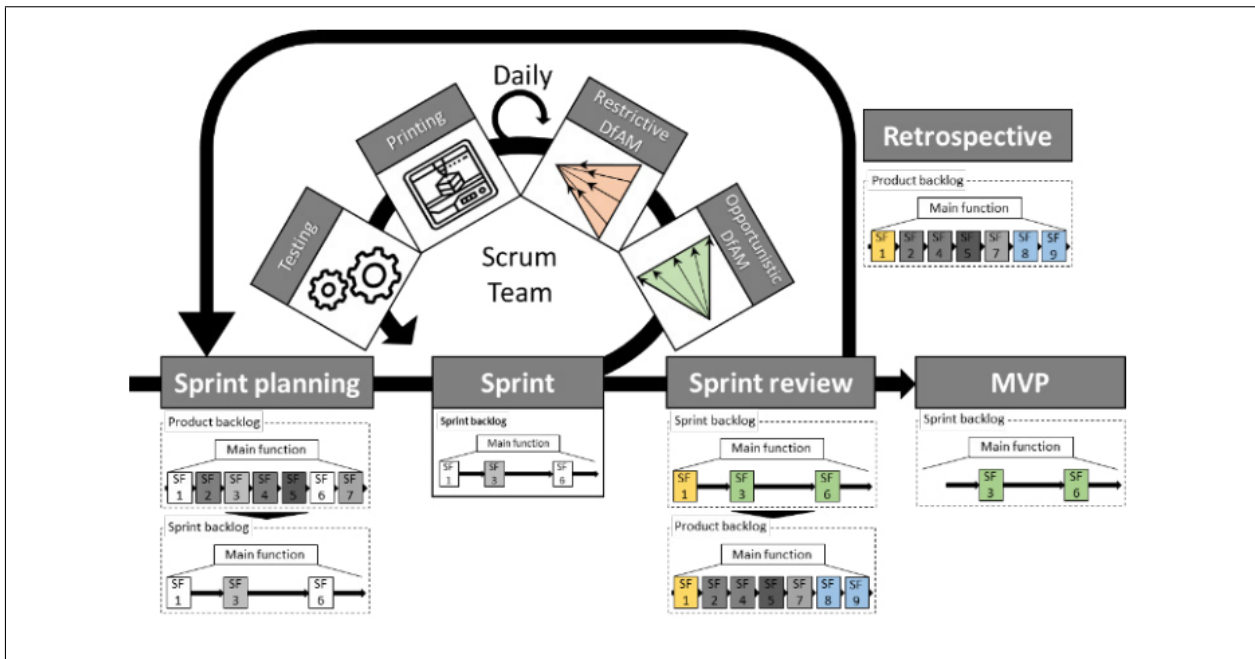 Daily
Printing
Restrictive
DfAM
Testing
Opportunistic
DfAM
Scrum
Team
Retrospective
Product backlog
Main function
SF
1
SF
2
SF
4
SF
5
SF
7
SF
8
SF
9
Sprint planning
Sprint
Sprint review
MVP
Product backlog
Main function
SF
1
SF
2
SF
3
SF
4
SF
5
SF
6
SF
7
Sprint backlog
Main function
SF
1
SF
3
SF
6
Sprint backlog
Main function
SF
1
SF
3
SF
6
Sprint backlog
Main function
SF
1
SF
3
SF
6
Product backlog
Main function
SF
1
SF
2
SF
4
SF
5
SF
7
SF
8
SF
9
Sprint backlog
Main function
SF
3
SF
6